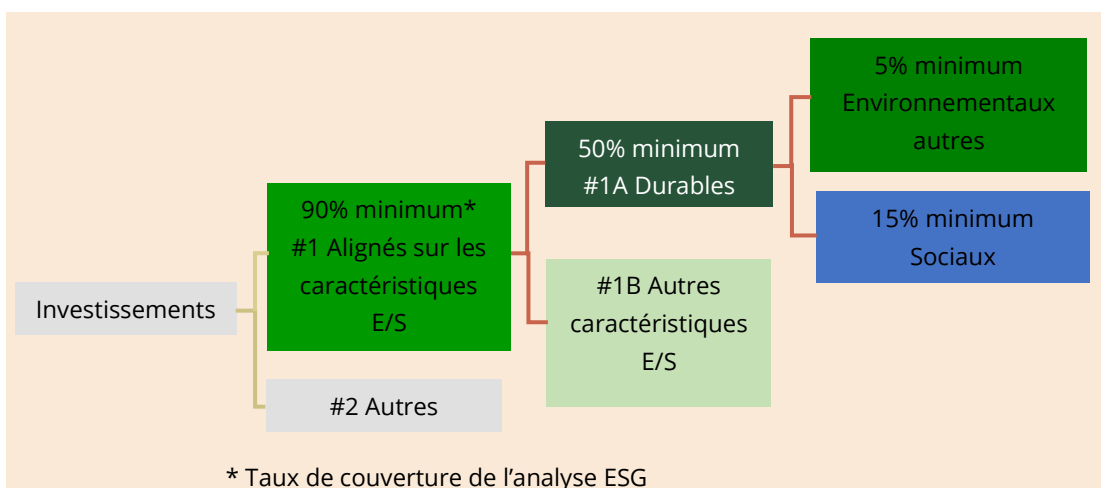 Investissements
90% minimum*
#1 Alignés sur les
caractéristiques
E/S
#2 Autres
50% minimum
#1A Durables
#1B Autres
caractéristiques
E/S
5% minimum
Environnementaux
autres
15% minimum
Sociaux
* Taux de couverture de l’analyse ESG